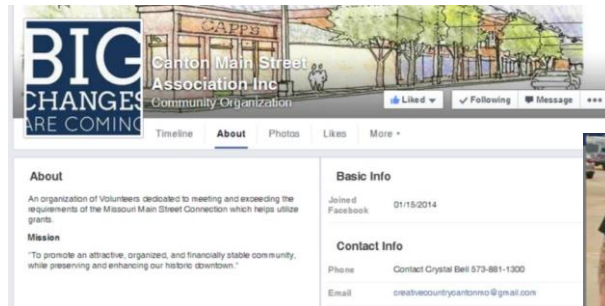 BIG
CHANGES
ARE COMING
CAPPS
Canton Main Street
Association Inc
Community Organization
Liked
Following
Message
Timeline
About
Photos
Likes
More
About
An organization of Volunteers dedicated to meeting and exceeding the
requirements of the Missouri Main Street Connection which helps utilize
grants.
Mission
"To promote an attractive, organized, and financially stable community,
while preserving and enhancing our historic downtown."
Basic Info
Joined
Facebook
01/15/2014
Contact Info
Phone
Contact Crystal Bell 573-881-1300
Email
creativecountrycantonmo@gmail.com